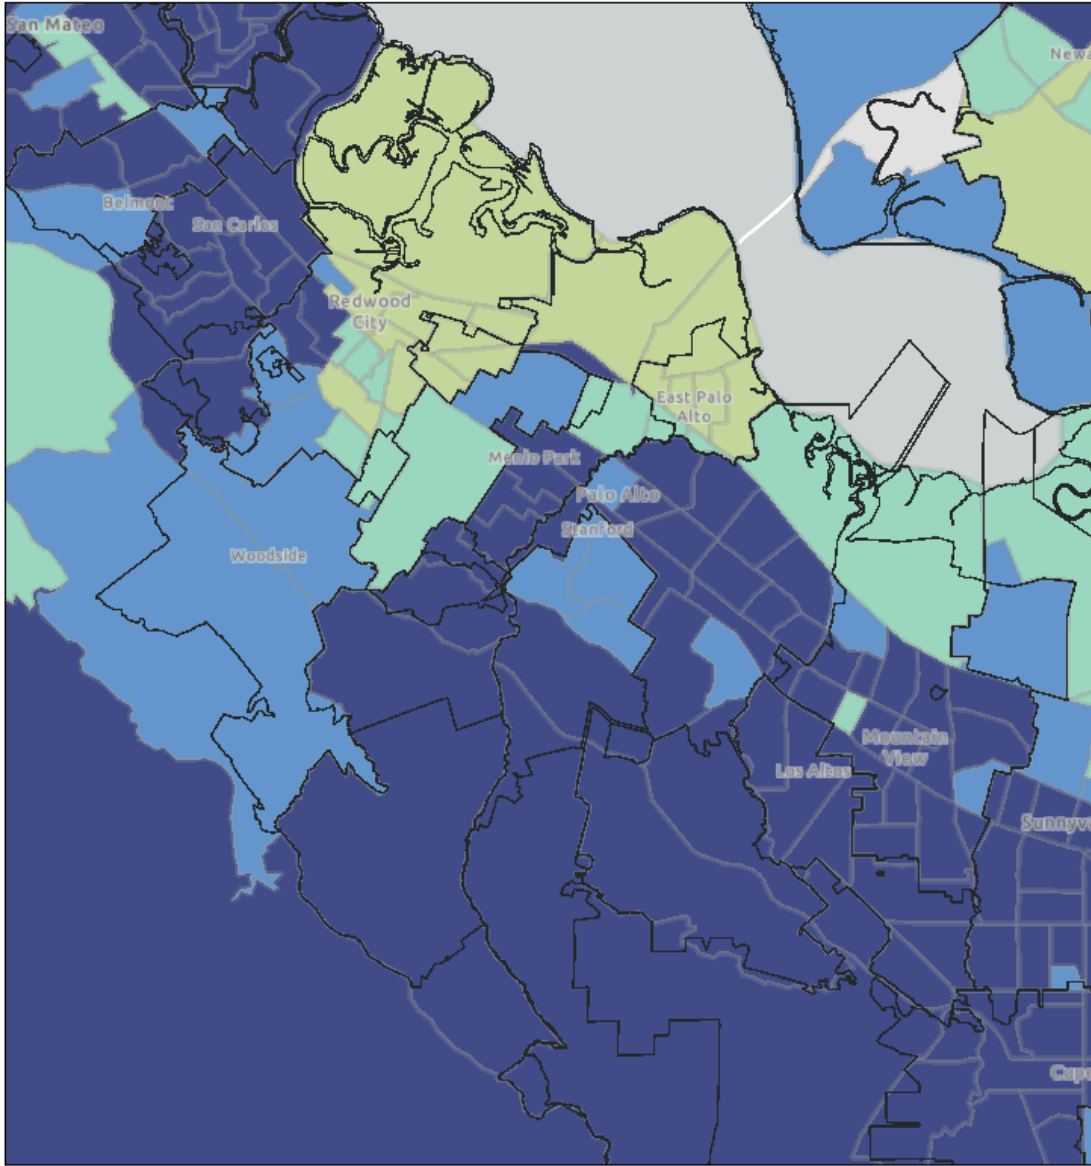 San Mateo
Newa
Belmont
San Carlos
Redwood
City
East Palo
Alto
Menlo Park
Palo Alto
Stanford
Woodside
Mountain
View
Los Altos
Sunnyva
Cupe